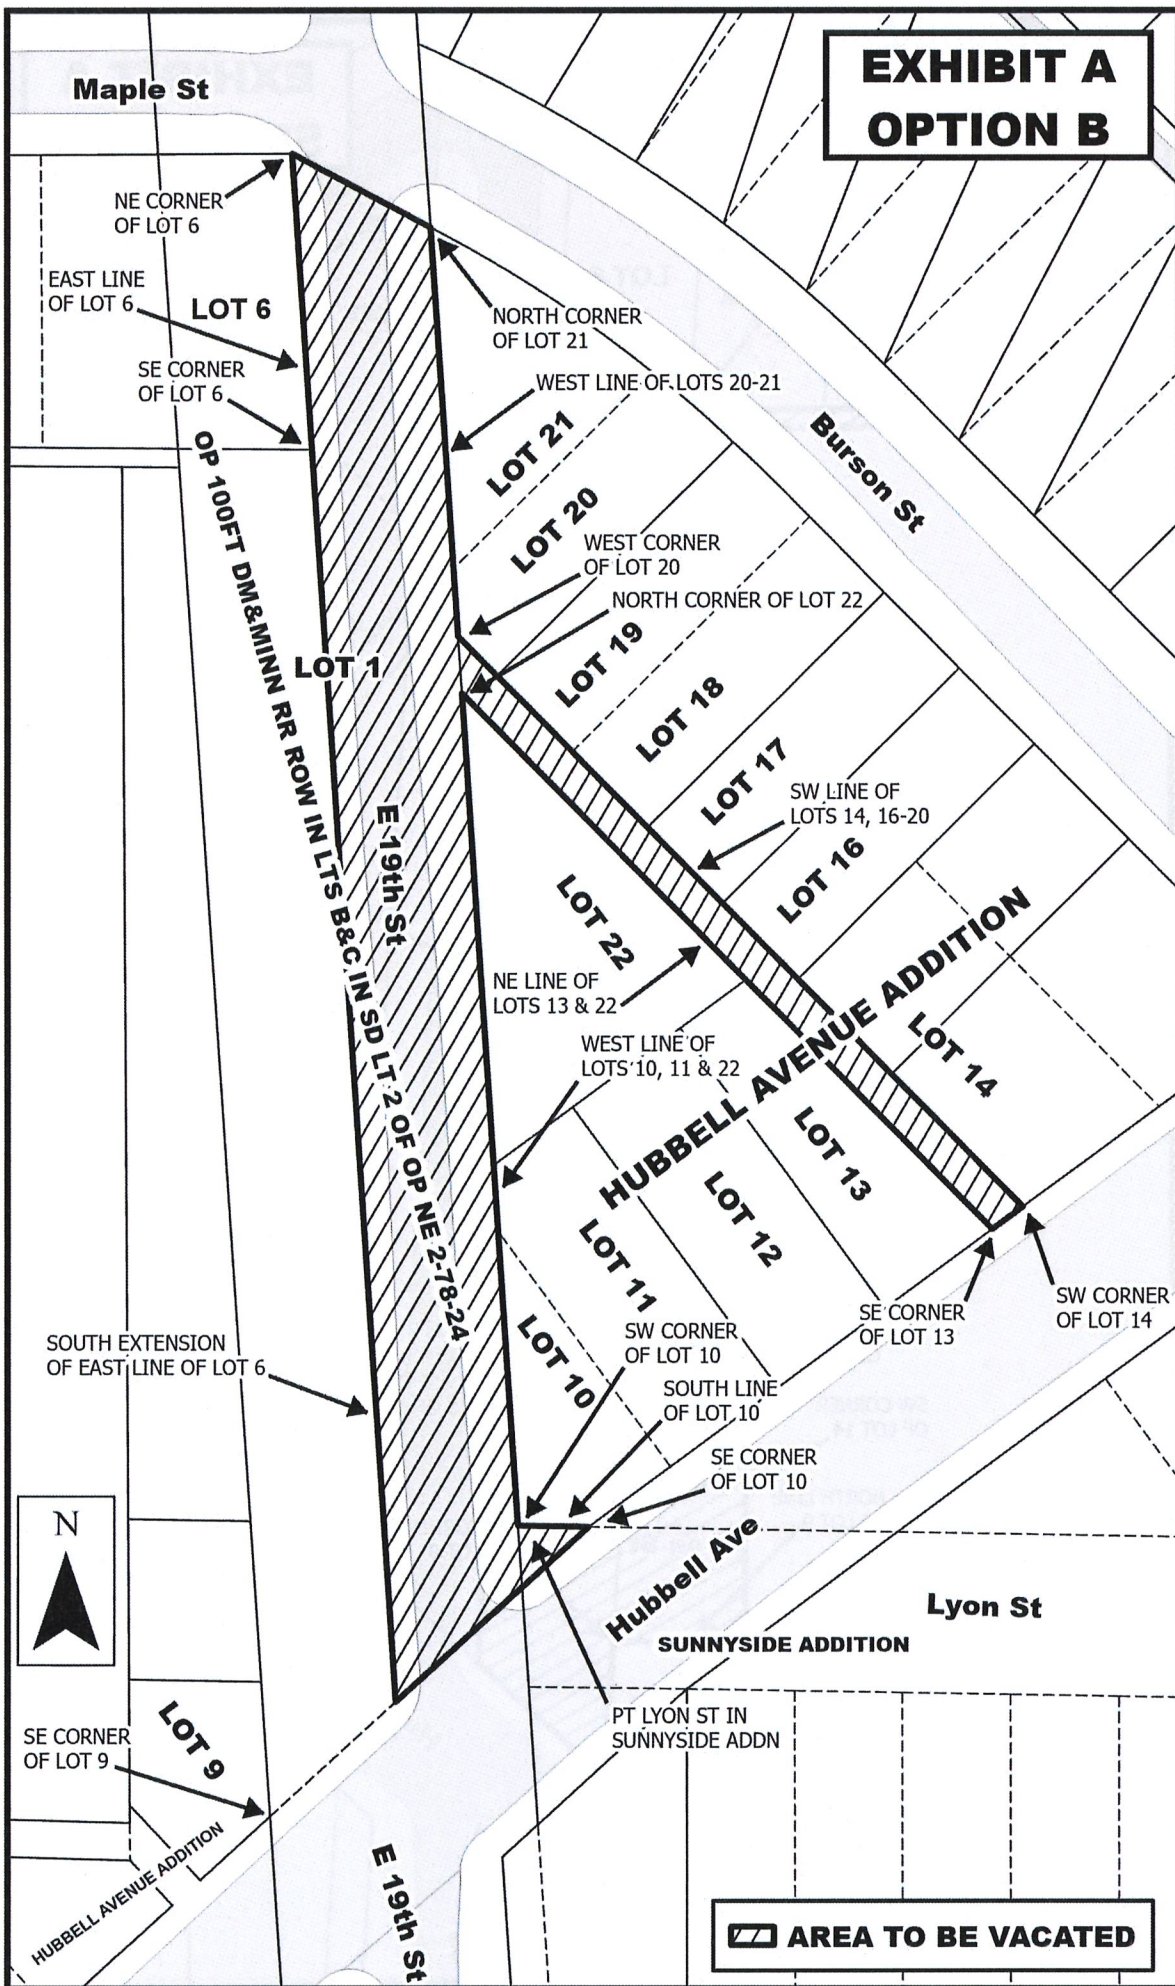 EXHIBIT A
OPTION B
Maple St
NE CORNER
OF LOT 6
EAST LINE
OF LOT 6
LOT 6
NORTH CORNER
OF LOT 21
SE CORNER
OF LOT 6
WEST LINE OF LOTS 20-21
LOT 21
Burson St
LOT 20
OP 100FT DM&MINN RR ROW IN LTS B&C IN SD LT 2 OF OP NE 2-78-24
WEST CORNER
OF LOT 20
NORTH CORNER OF LOT 22
LOT 19
LOT 1
LOT 18
LOT 17
SW LINE OF
LOTS 14, 16-20
E 19th St
LOT 16
LOT 22
NE LINE OF
LOTS 13 & 22
HUBBELL AVENUE ADDITION
WEST LINE OF
LOTS 10, 11 & 22
LOT 14
LOT 13
LOT 12
LOT 11
SE CORNER
OF LOT 13
SW CORNER
OF LOT 14
SOUTH EXTENSION
OF EAST LINE OF LOT 6
LOT 10
SW CORNER
OF LOT 10
SOUTH LINE
OF LOT 10
SE CORNER
OF LOT 10
N
Hubbell Ave
Lyon St
SUNNYSIDE ADDITION
PT LYON ST IN
SUNNYSIDE ADDN
LOT 9
SE CORNER
OF LOT 9
HUBBELL AVENUE ADDITION
E 19th St
AREA TO BE VACATED